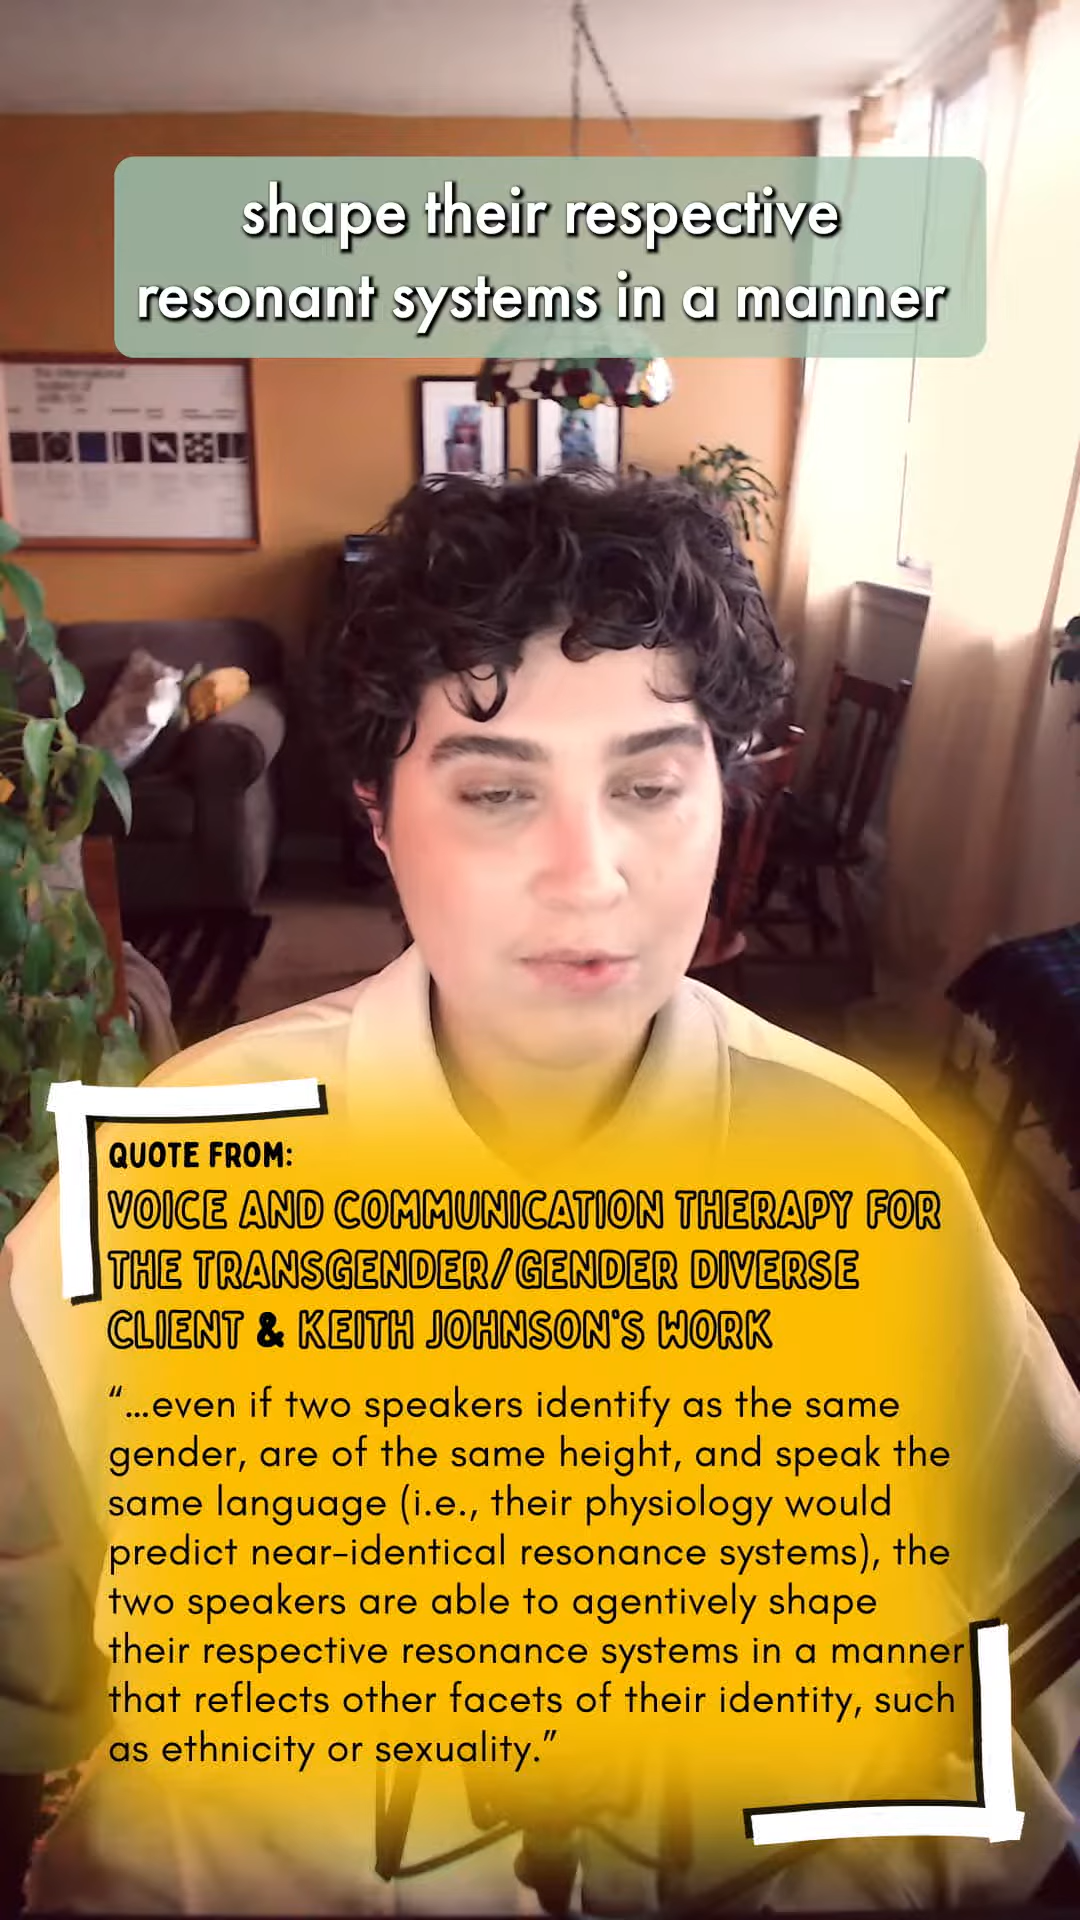 shape their respective
resonant systems in a manner
QUOTE FROM:
VOICE AND COMMUNICATION THERAPY FOR
THE TRANSGENDER/GENDER DIVERSE
CLIENT & KEITH JOHNSON'S WORK
“...even if two speakers identify as the same
gender, are of the same height, and speak the
same language (i.e., their physiology would
predict near-identical resonance systems), the
two speakers are able to agentively shape
their respective resonance systems in a manner
that reflects other facets of their identity, such
as ethnicity or sexuality.”